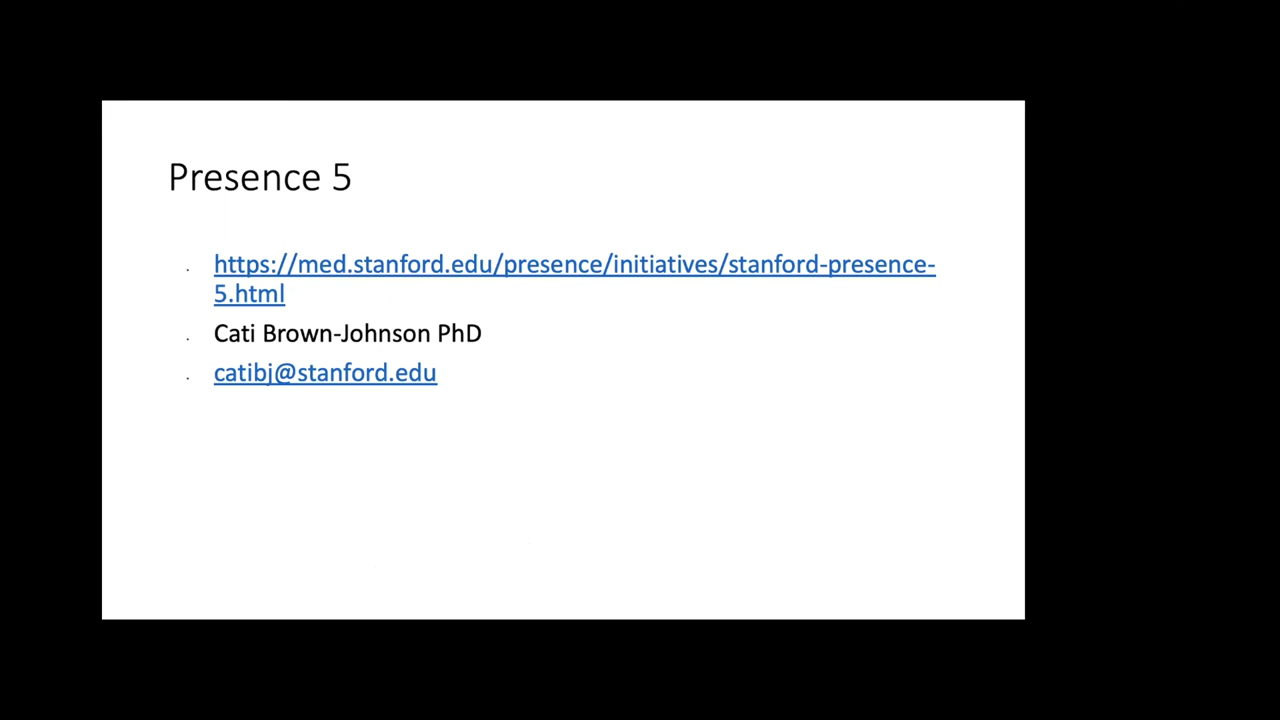 Presence 5
https://med.stanford.edu/presence/initiatives/stanford-presence-
5.html
Cati Brown-Johnson PhD
catibj@stanford.edu